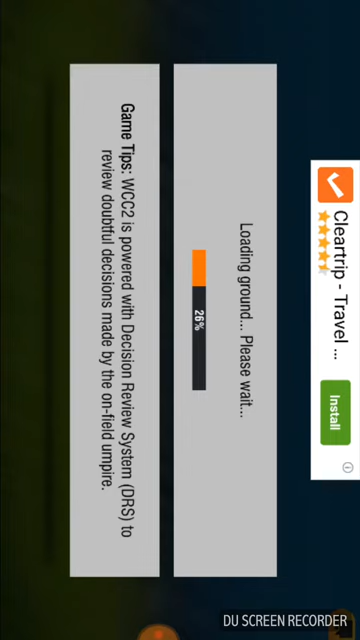 Cleartrip - Travel ...
Install
Loading ground... Please wait...
26%
Game Tips: WCC2 is powered with Decision Review System (DRS) to
review doubtful decisions made by the on-field umpire.
DU SCREEN RECORDER